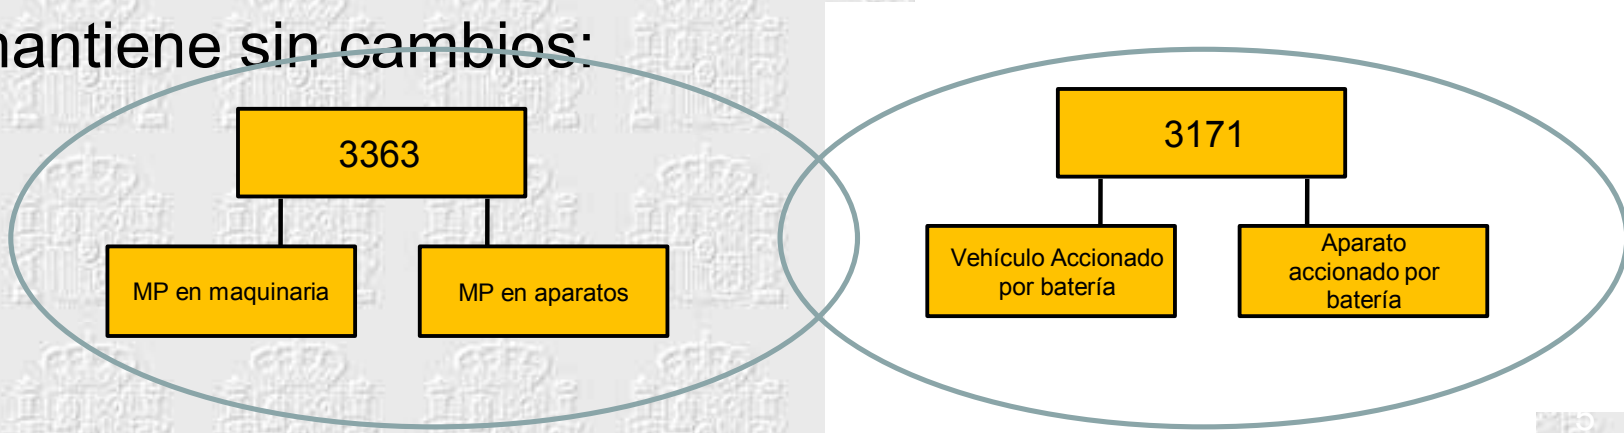 mantiene sin cambios:
3363
MP en maquinaria
MP en aparatos
3171
Vehículo Accionado
por batería
Aparato
accionado por
batería